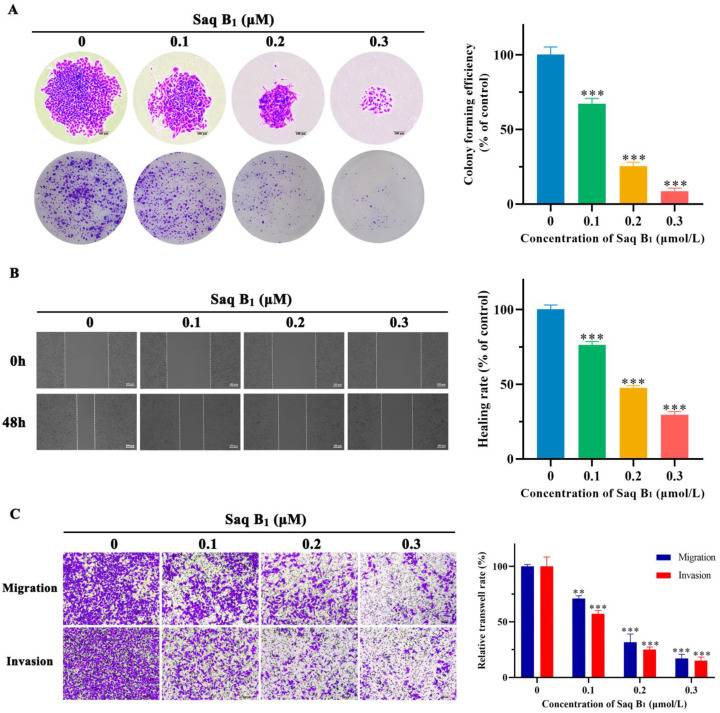 A
Saq B₁ (μM)
0 0.1 0.2 0.3
Colony forming efficiency
(% of control)
100
75
50
25
0
***
***
***
0 0.1 0.2 0.3
Concentration of Saq B₁ (μmol/L)
B
Saq B₁ (μM)
0 0.1 0.2 0.3
0h
48h
Healing rate (% of control)
100
50
0
***
***
***
0 0.1 0.2 0.3
Concentration of Saq B₁ (μmol/L)
C
Saq B₁ (μM)
0 0.1 0.2 0.3
Migration
Invasion
Relative transwell rate (%)
100
75
50
25
0
Migration
Invasion
**
***
***
***
***
***
0 0.1 0.2 0.3
Concentration of Saq B₁ (μmol/L)